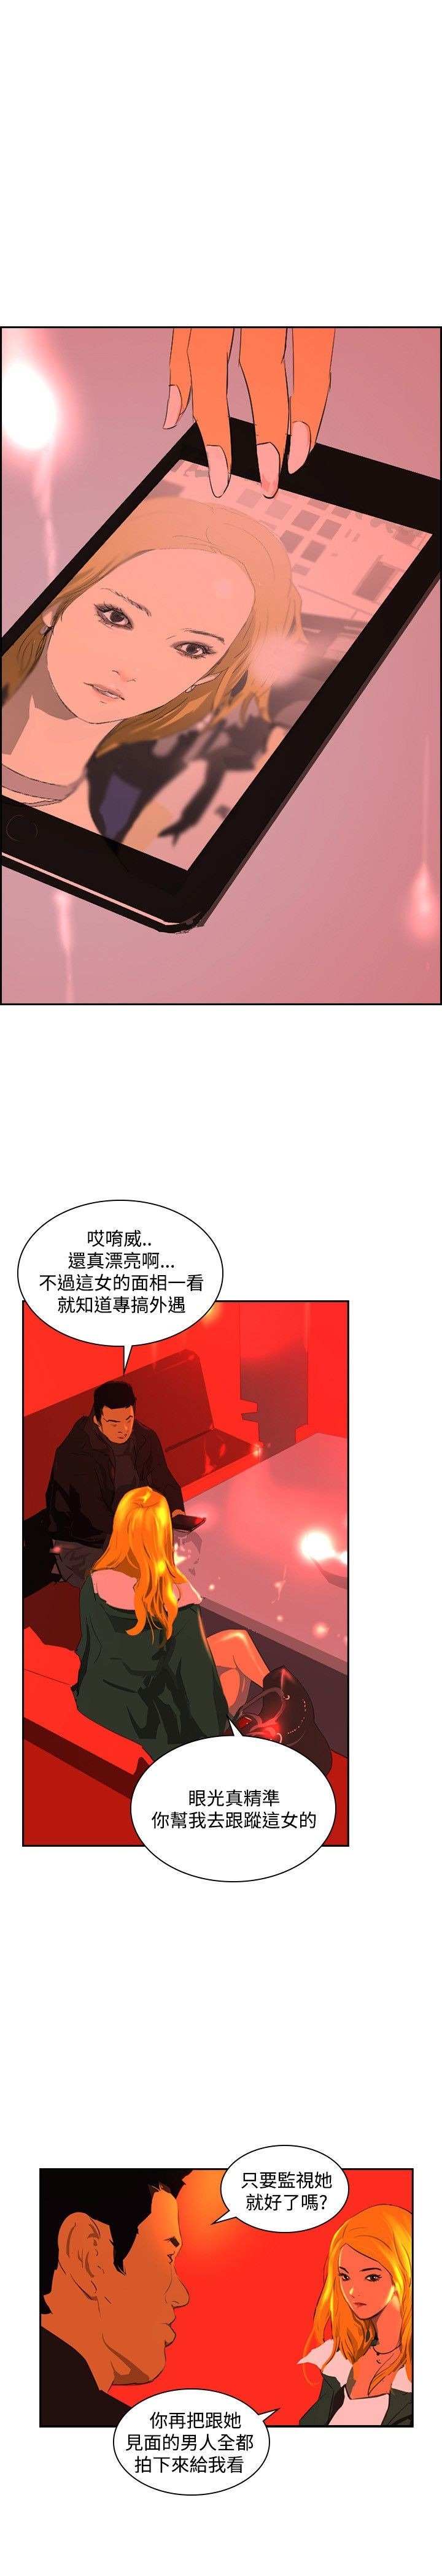 哎唷威..
還真漂亮啊...
不過這女的面相一看
就知道專搞外遇
眼光真精準
你幫我去跟蹤這女的
只要監視她
就好了嗎?
你再把跟她
見面的男人全都
拍下來給我看